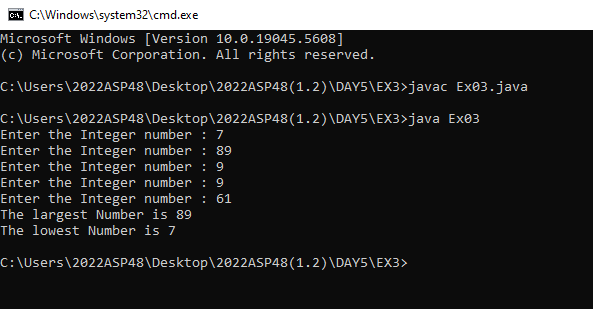 C:\Windows\system32\cmd.exe
Microsoft Windows [Version 10.0.19045.5608]
(c) Microsoft Corporation. All rights reserved.
C:\Users\2022ASP48\Desktop\2022ASP48(1.2)\DAY5\EX3>javac Ex03.java
C:\Users\2022ASP48\Desktop\2022ASP48(1.2)\DAY5\EX3>java Ex03
Enter the Integer number : 7
Enter the Integer number : 89
Enter the Integer number : 9
Enter the Integer number : 9
Enter the Integer number : 61
The largest Number is 89
The lowest Number is 7
C:\Users\2022ASP48\Desktop\2022ASP48(1.2)\DAY5\EX3>